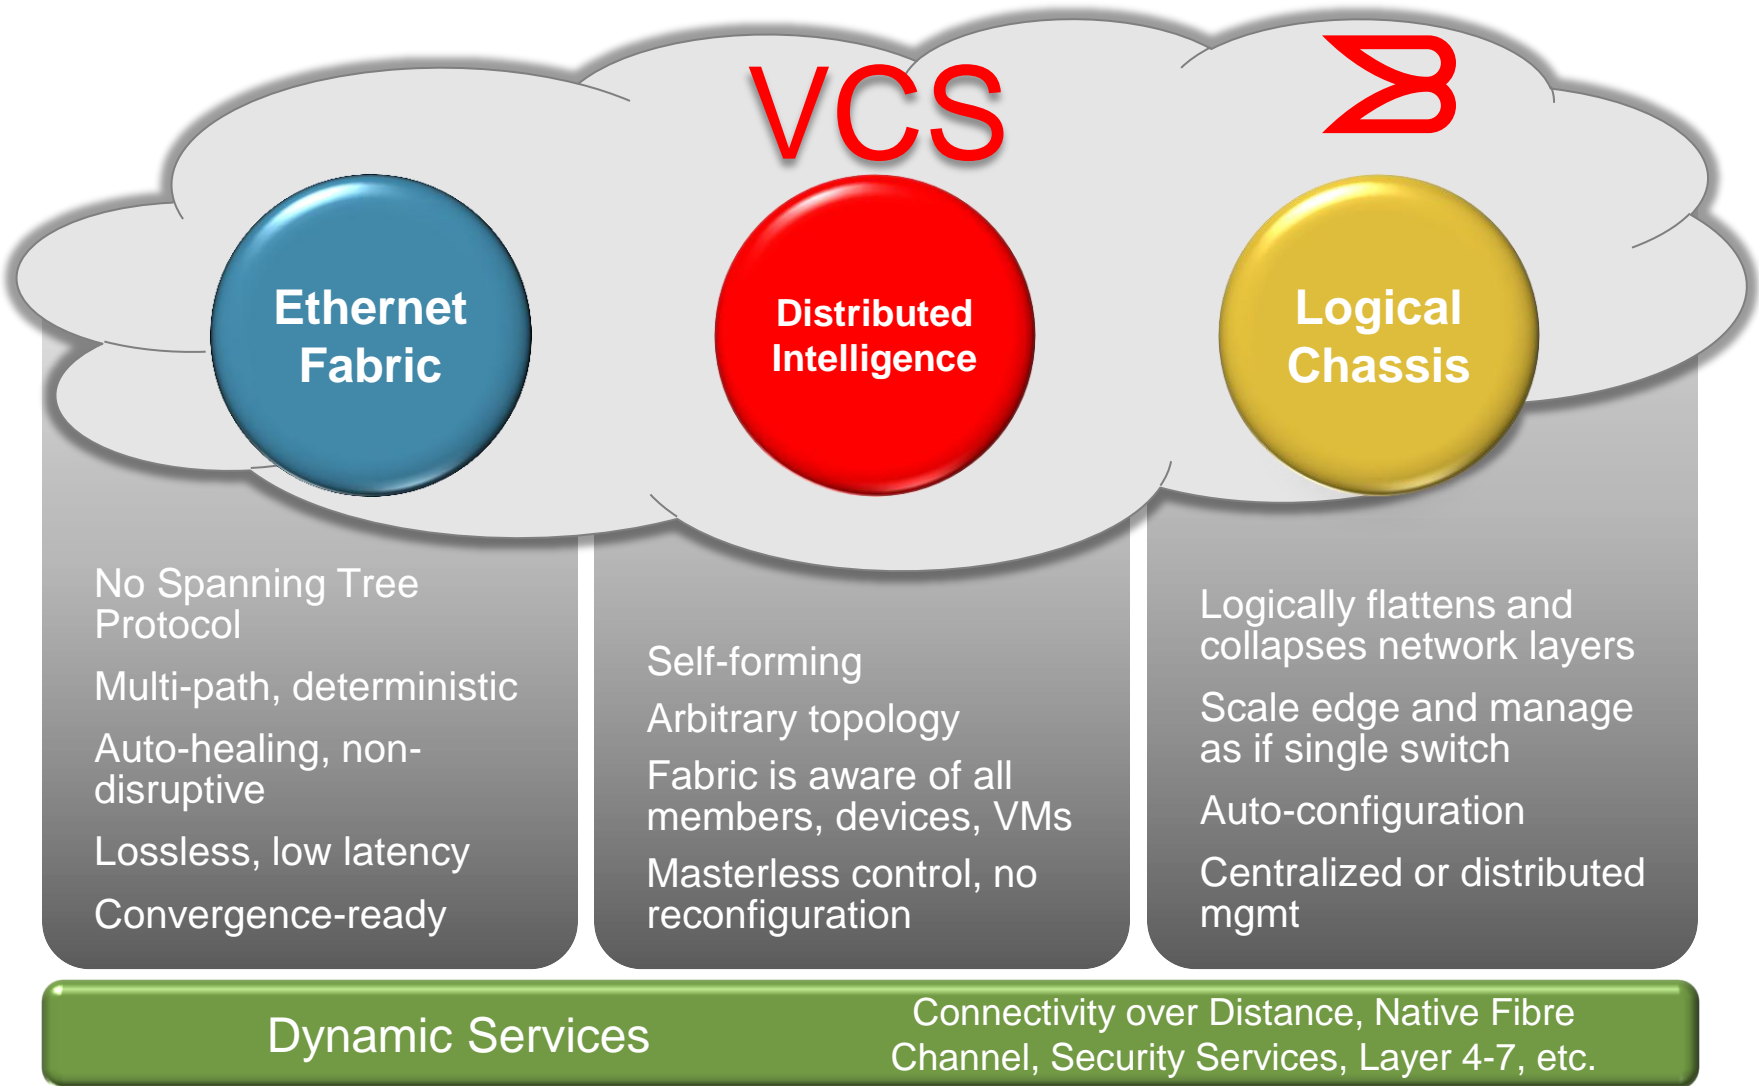 VCS
Ethernet
Fabric
Distributed
Intelligence
Logical
Chassis
No Spanning Tree
Protocol
Multi-path, deterministic
Auto-healing, non-
disruptive
Lossless, low latency
Convergence-ready
Self-forming
Arbitrary topology
Fabric is aware of all
members, devices, VMs
Masterless control, no
reconfiguration
Logically flattens and
collapses network layers
Scale edge and manage
as if single switch
Auto-configuration
Centralized or distributed
mgmt
Dynamic Services
Connectivity over Distance, Native Fibre
Channel, Security Services, Layer 4-7, etc.